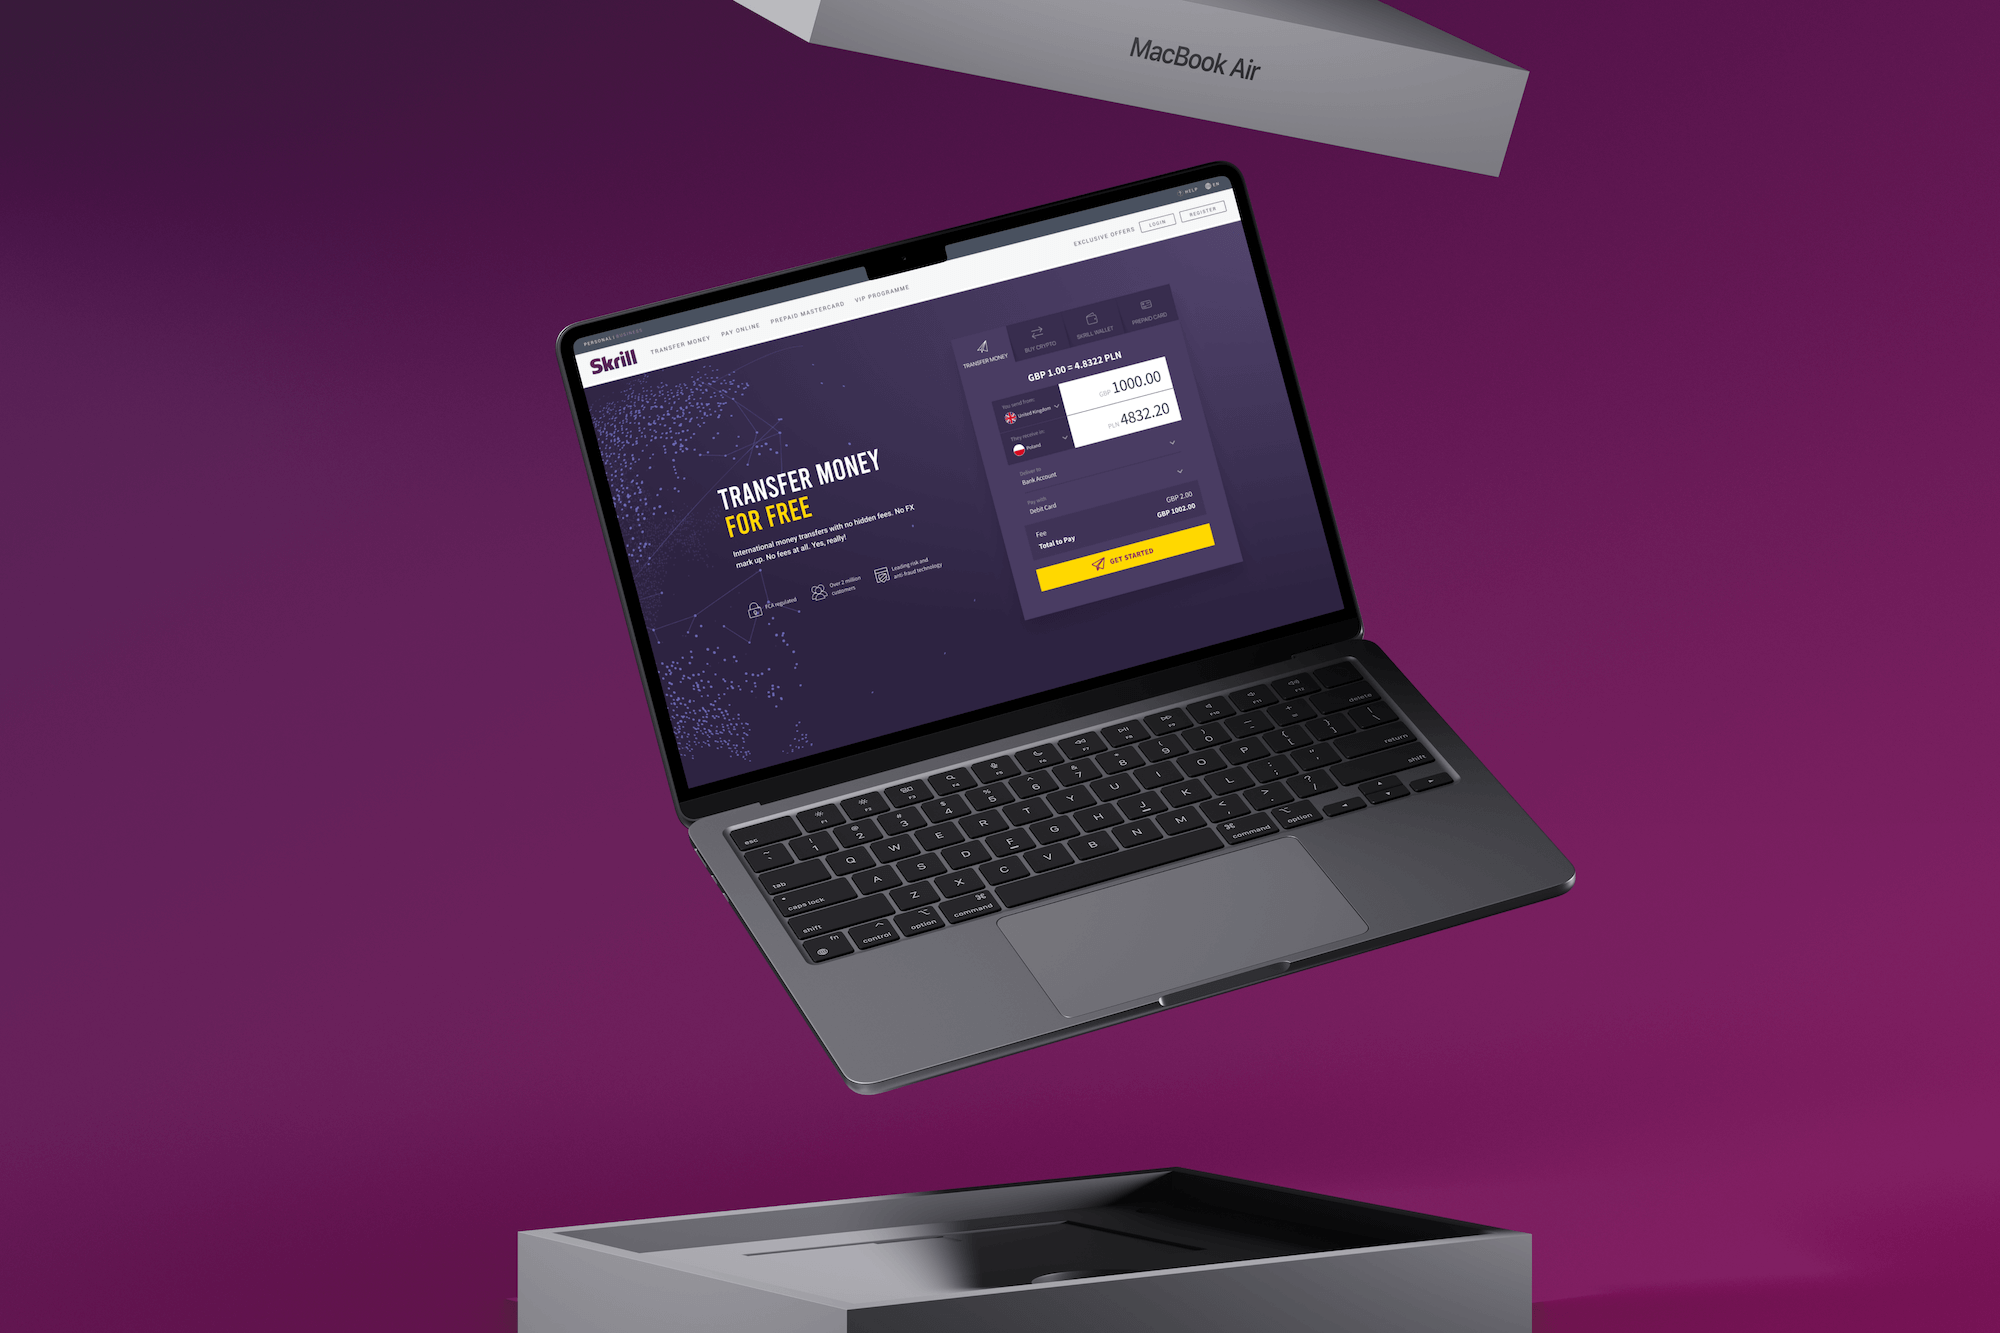 MacBook Air
? HELP
EN
PERSONAL | BUSINESS
Skrill
TRANSFER MONEY
PAY ONLINE
PREPAID MASTERCARD
VIP PROGRAMME
EXCLUSIVE OFFERS
LOGIN
REGISTER
TRANSFER MONEY
BUY CRYPTO
SKRILL WALLET
PREPAID CARD
GBP 1.00 = 4.8322 PLN
You send from
United Kingdom
GBP 1000.00
They receive in
Poland
PLN 4832.20
Deliver to
Bank Account
Pay with
Debit Card
Fee GBP 2.00
Total to Pay GBP 1002.00
GET STARTED
TRANSFER MONEY
FOR FREE
International money transfers with no hidden fees. No FX
mark up. No fees at all. Yes, really!
FCA regulated
Over 2 million
customers
Leading risk and
anti-fraud technology
esc F1 F2 F3 F4 F5 F6 F7 F8 F9 F10 F11 F12
~ ` ! 1 @ 2 # 3 $ 4 % 5 ^ 6 & 7 * 8 ( 9 ) 0 _ - + = delete
tab Q W E R T Y U I O P { [ } ] | \
caps lock A S D F G H J K L : ; " ' return
shift Z X C V B N M < , > . ? / shift
fn control option command command option